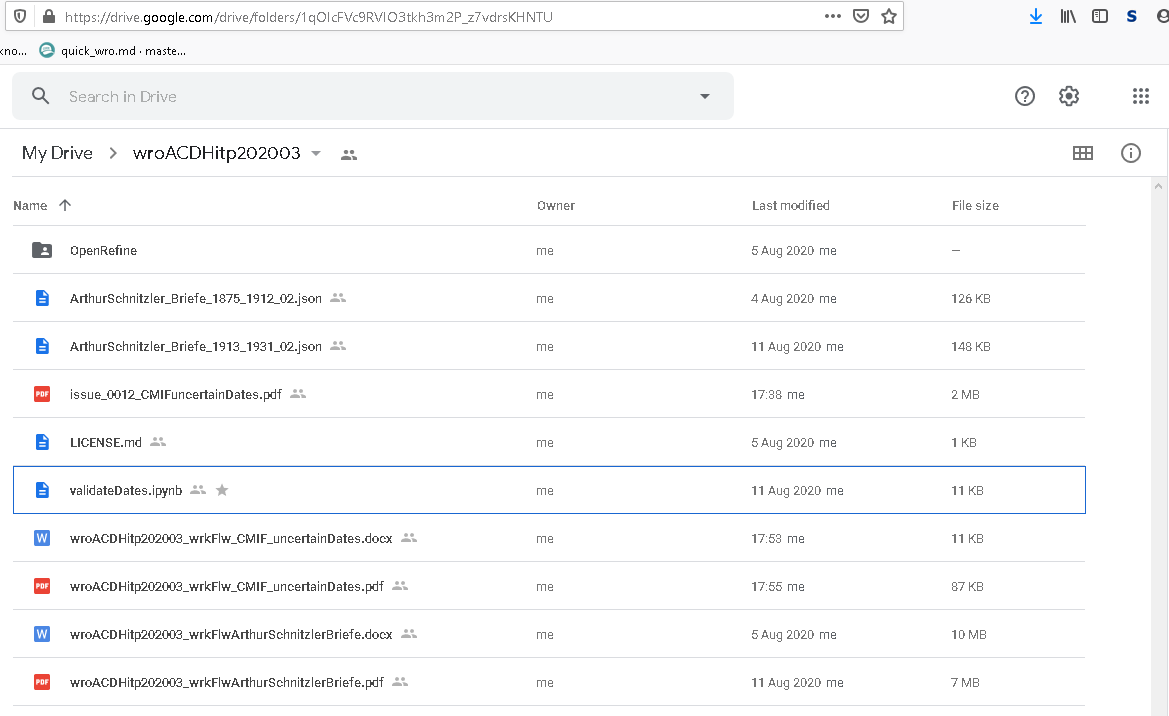 https://drive.google.com/drive/folders/1qOlcFVc9RVIO3tkh3m2P_z7vdrsKHNTU
kno... quick_wro.md · maste...
Search in Drive
My Drive > wroACDHitp202003
Name Owner Last modified File size
OpenRefine me 5 Aug 2020 me —
ArthurSchnitzler_Briefe_1875_1912_02.json me 4 Aug 2020 me 126 KB
ArthurSchnitzler_Briefe_1913_1931_02.json me 11 Aug 2020 me 148 KB
PDF issue_0012_CMIFuncertainDates.pdf me 17:38 me 2 MB
LICENSE.md me 5 Aug 2020 me 1 KB
validateDates.ipynb me 11 Aug 2020 me 11 KB
W wroACDHitp202003_wrkFlw_CMIF_uncertainDates.docx me 17:53 me 11 KB
PDF wroACDHitp202003_wrkFlw_CMIF_uncertainDates.pdf me 17:55 me 87 KB
W wroACDHitp202003_wrkFlwArthurSchnitzlerBriefe.docx me 5 Aug 2020 me 10 MB
PDF wroACDHitp202003_wrkFlwArthurSchnitzlerBriefe.pdf me 11 Aug 2020 me 7 MB